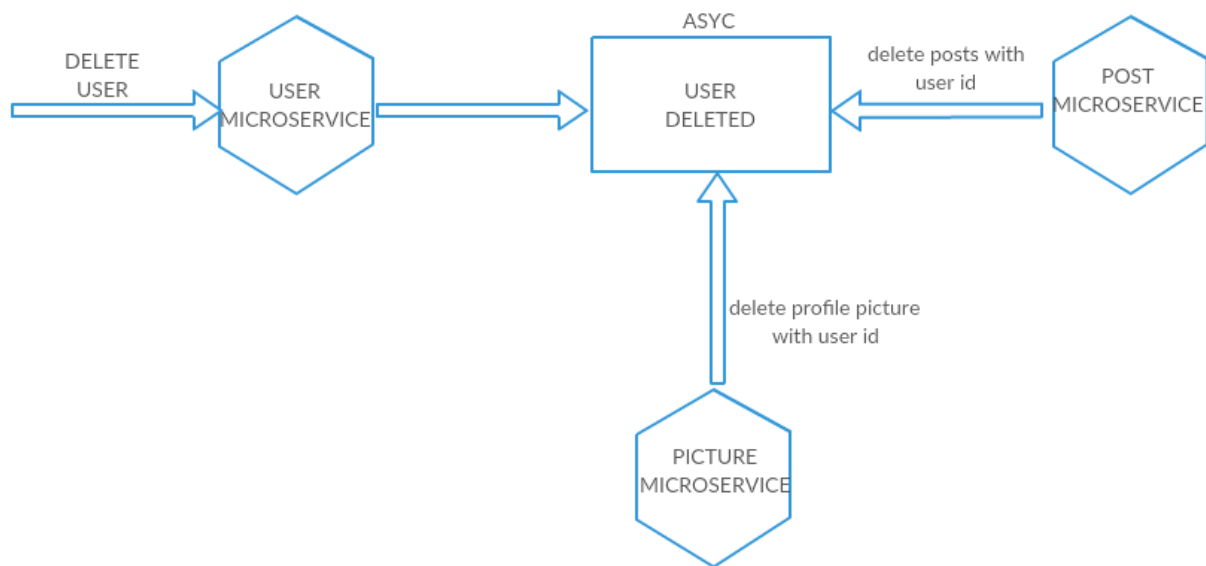 DELETE
USER
USER
MICROSERVICE
ASYC
USER
DELETED
delete posts with
user id
POST
MICROSERVICE
delete profile picture
with user id
PICTURE
MICROSERVICE